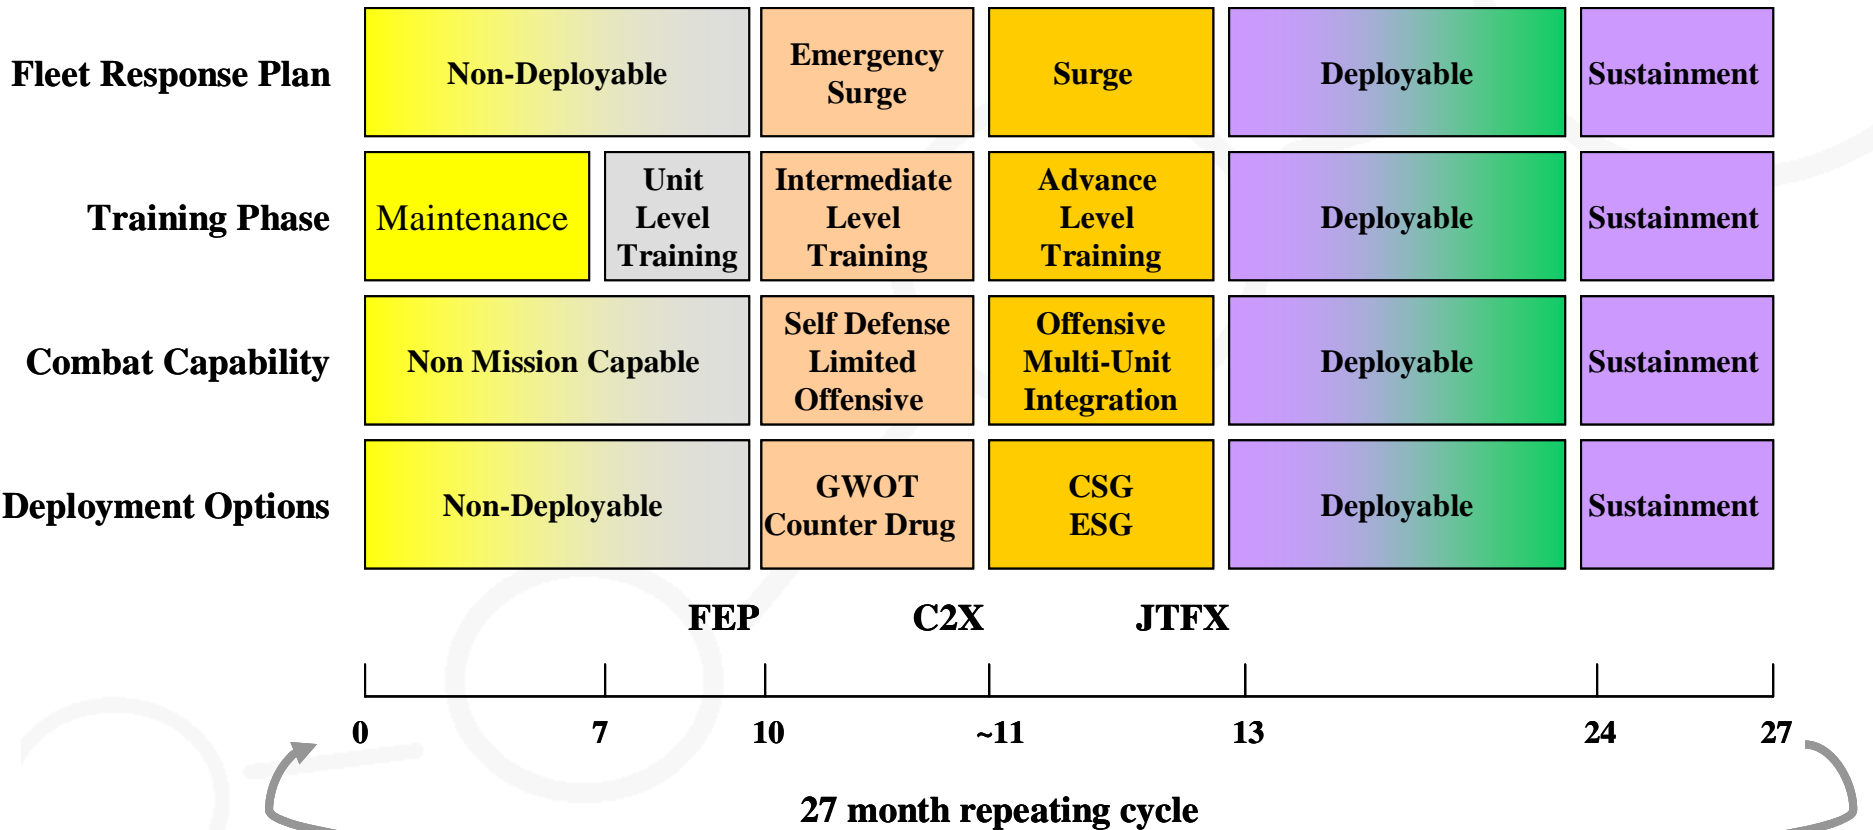 Fleet Response Plan
Non-Deployable
Emergency
Surge
Surge
Deployable
Sustainment
Training Phase
Maintenance
Unit
Level
Training
Intermediate
Level
Training
Advance
Level
Training
Deployable
Sustainment
Combat Capability
Non Mission Capable
Self Defense
Limited
Offensive
Offensive
Multi-Unit
Integration
Deployable
Sustainment
Deployment Options
Non-Deployable
GWOT
Counter Drug
CSG
ESG
Deployable
Sustainment
FEP C2X JTFX
0 7 10 ~11 13 24 27
27 month repeating cycle